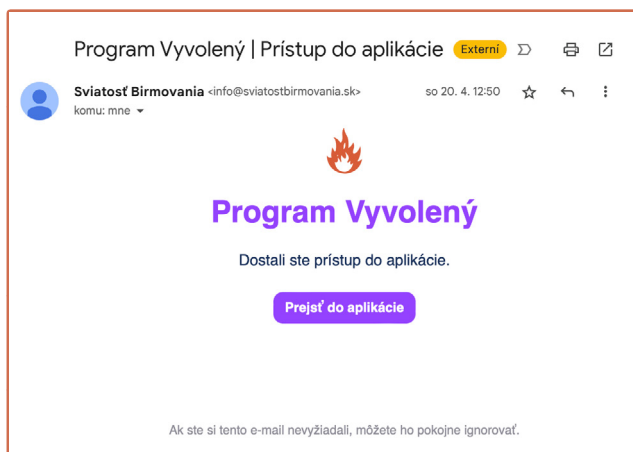 Program Vyvolený | Prístup do aplikácie Externí
Sviatosť Birmovania <info@sviatostbirmovania.sk> so 20. 4. 12:50
komu: mne
Program Vyvolený
Dostali ste prístup do aplikácie.
Prejsť do aplikácie
Ak ste si tento e-mail nevyžiadali, môžete ho pokojne ignorovať.